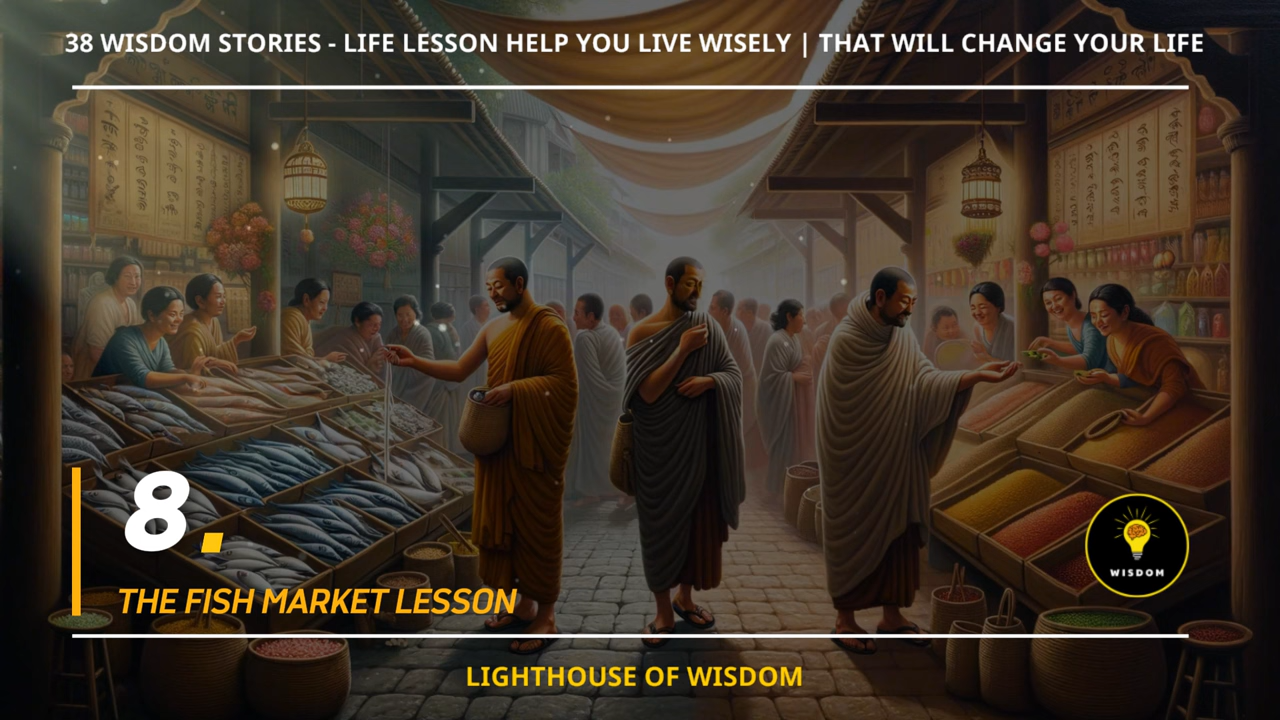 38 WISDOM STORIES - LIFE LESSON HELP YOU LIVE WISELY | THAT WILL CHANGE YOUR LIFE
8.
THE FISH MARKET LESSON
WISDOM
LIGHTHOUSE OF WISDOM